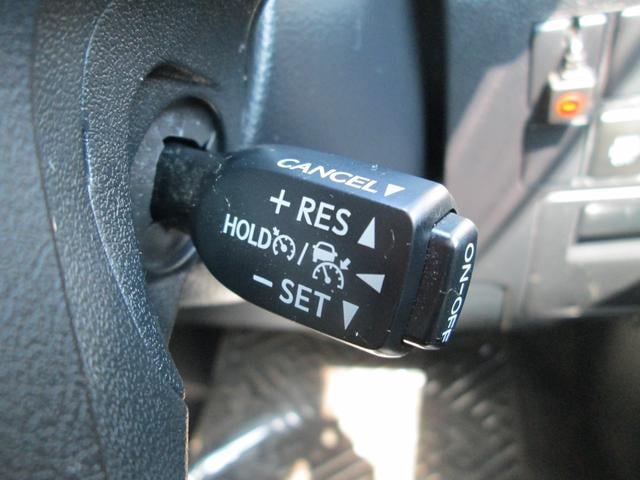 CANCEL▼
+ RES ▲
HOLD / ◀
− SET ▼
ON-OFF